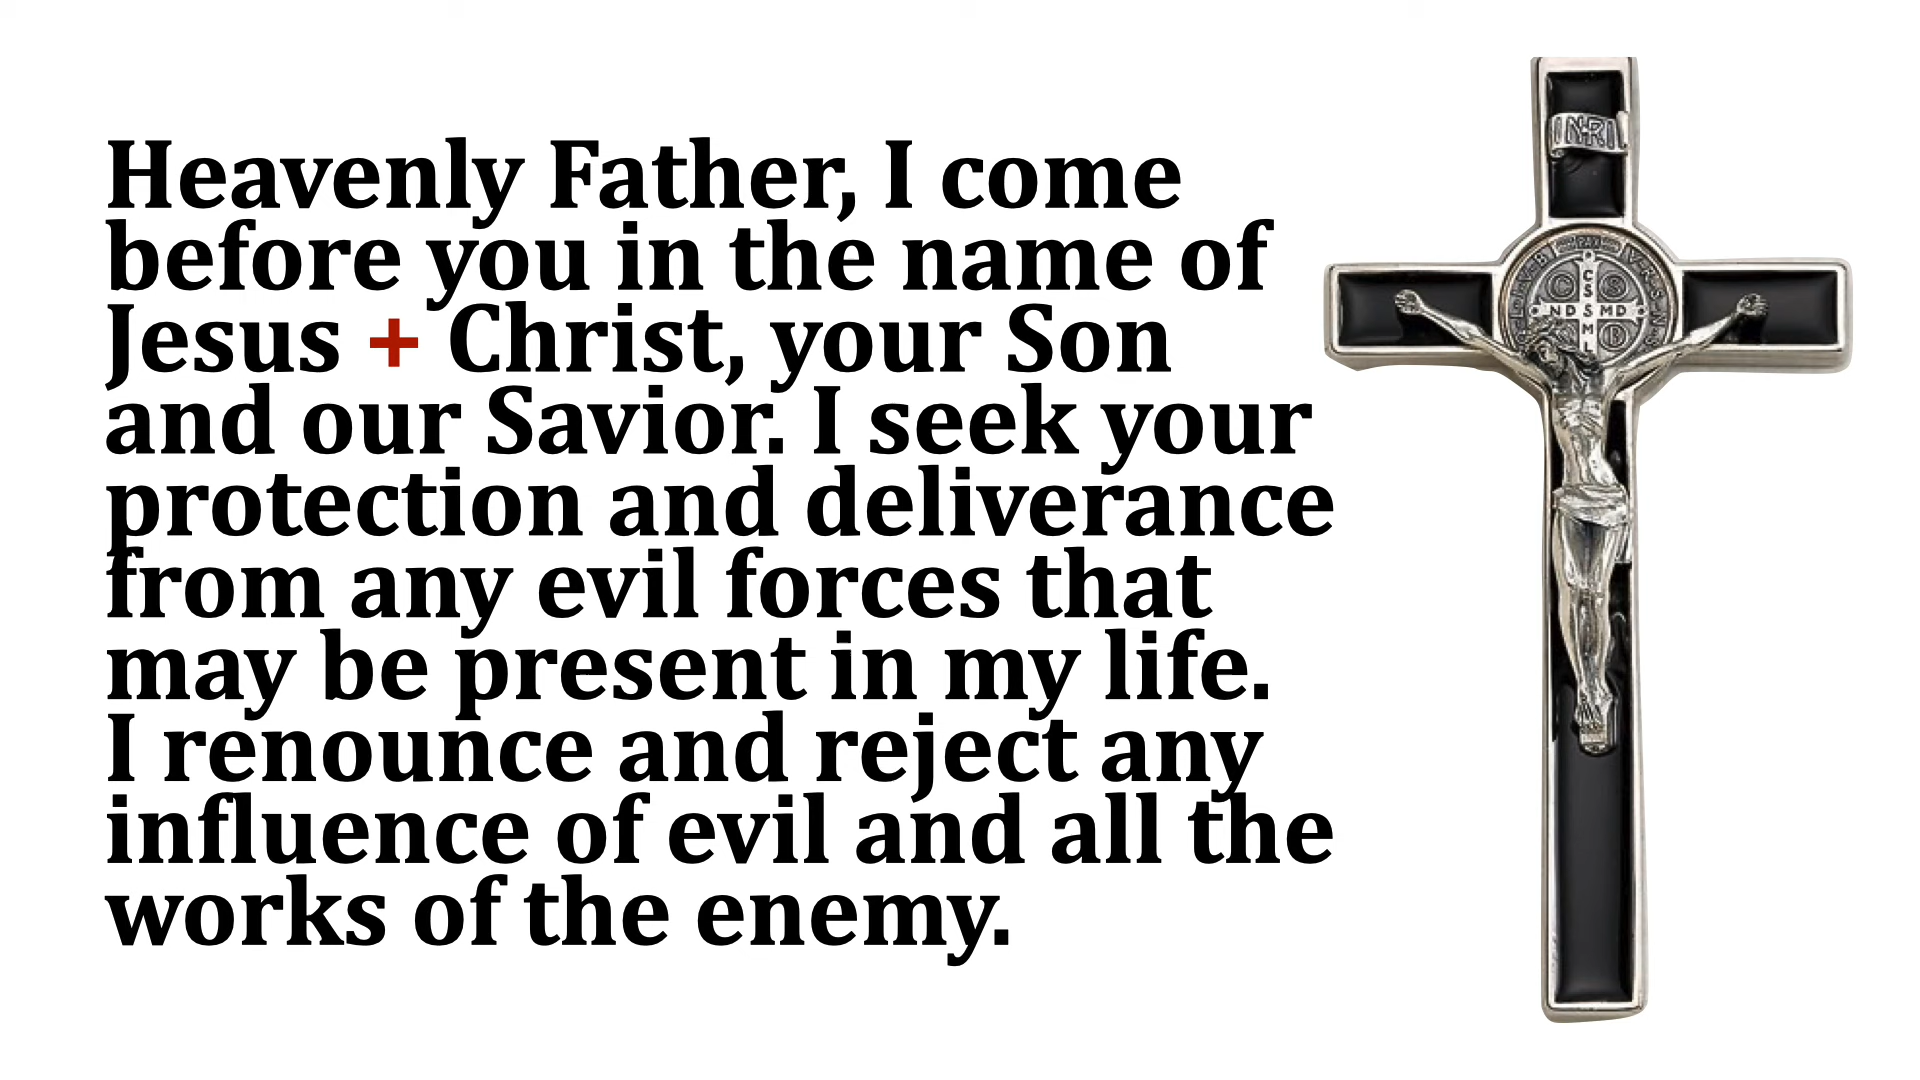 Heavenly Father, I come
before you in the name of
Jesus + Christ, your Son
and our Savior. I seek your
protection and deliverance
from any evil forces that
may be present in my life.
I renounce and reject any
influence of evil and all the
works of the enemy.
INRI
C S
C
S
S
M
L
ND S MD
B